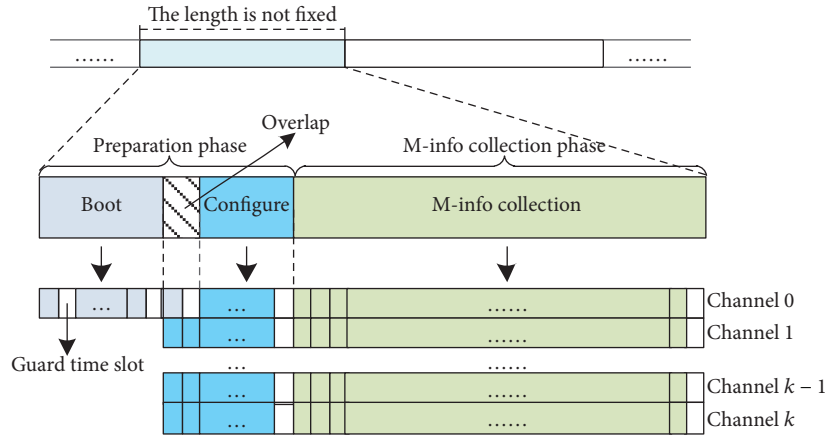 The length is not fixed
...... ......
Overlap
Preparation phase M-info collection phase
Boot Configure M-info collection
... ... ...... Channel 0
... ...... Channel 1
Guard time slot
... ......
... ...... Channel k – 1
... ...... Channel k